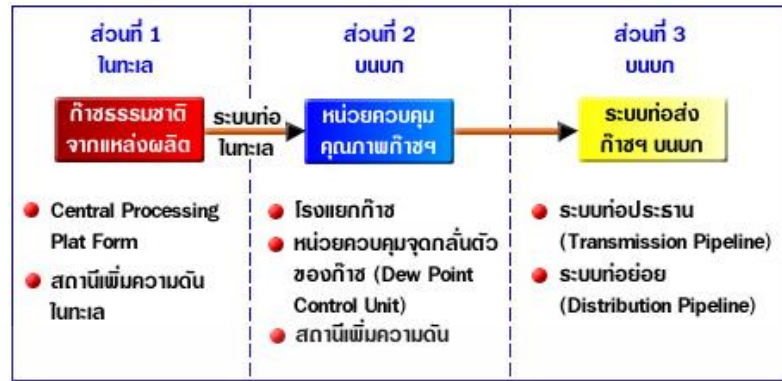 ส่วนที่ 1
ในทะเล
ก๊าซธรรมชาติ
จากแหล่งผลิต
ระบบท่อ
ในทะเล
Central Processing
Plat Form
สถานีเพิ่มความดัน
ในทะเล
ส่วนที่ 2
บนบก
หน่วยควบคุม
คุณภาพก๊าซฯ
โรงแยกก๊าซ
หน่วยควบคุมจุดกลั่นตัว
ของก๊าซ (Dew Point
Control Unit)
สถานีเพิ่มความดัน
ส่วนที่ 3
บนบก
ระบบท่อส่ง
ก๊าซฯ บนบก
ระบบท่อประธาน
(Transmission Pipeline)
ระบบท่อย่อย
(Distribution Pipeline)